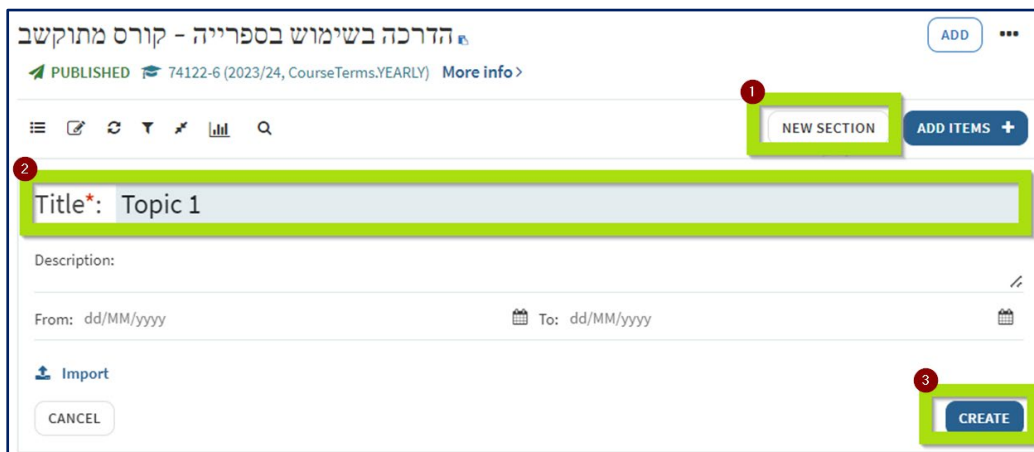 הדרכה בשימוש בספרייה - קורס מתוקשב
ADD
PUBLISHED 74122-6 (2023/24, CourseTerms.YEARLY) More info >
1
NEW SECTION
ADD ITEMS +
2
Title*: Topic 1
Description:
From: dd/MM/yyyy To: dd/MM/yyyy
Import
3
CANCEL CREATE